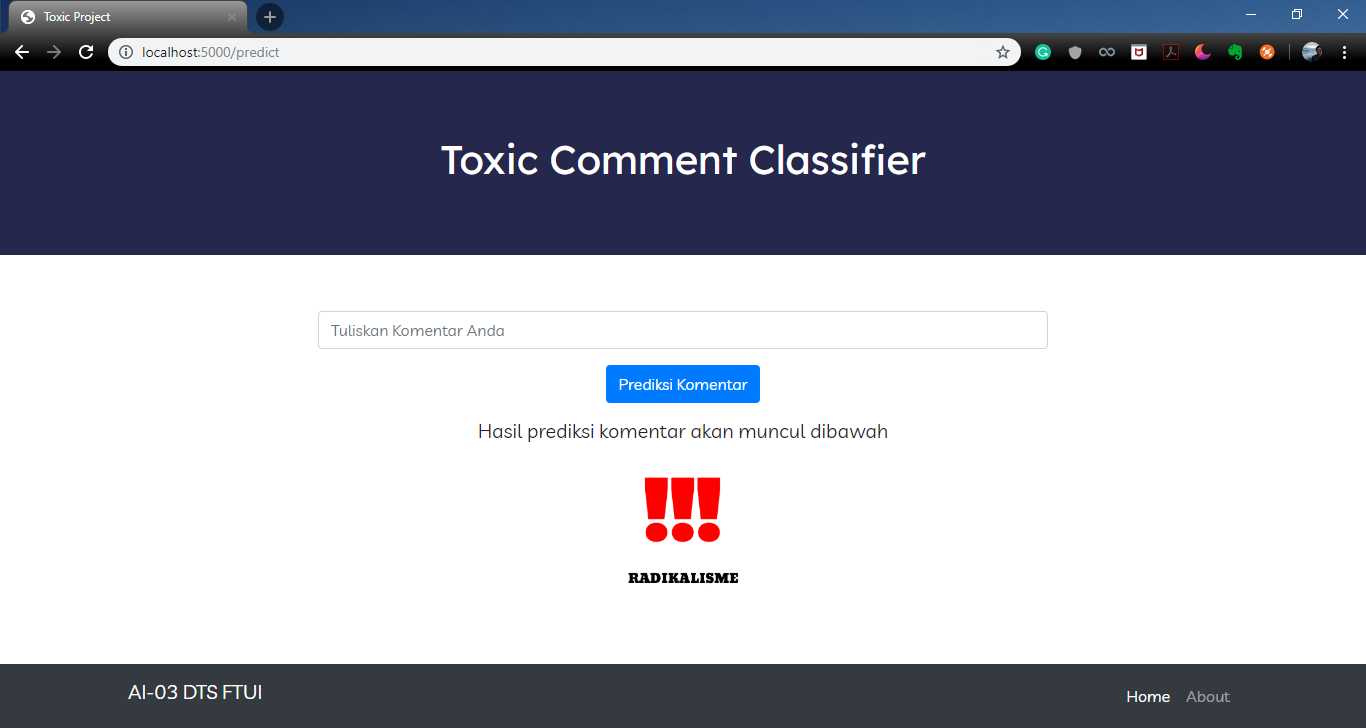 Toxic Project
localhost:5000/predict
Toxic Comment Classifier
Tuliskan Komentar Anda
Prediksi Komentar
Hasil prediksi komentar akan muncul dibawah
!!!
RADIKALISME
AI-03 DTS FTUI
Home About